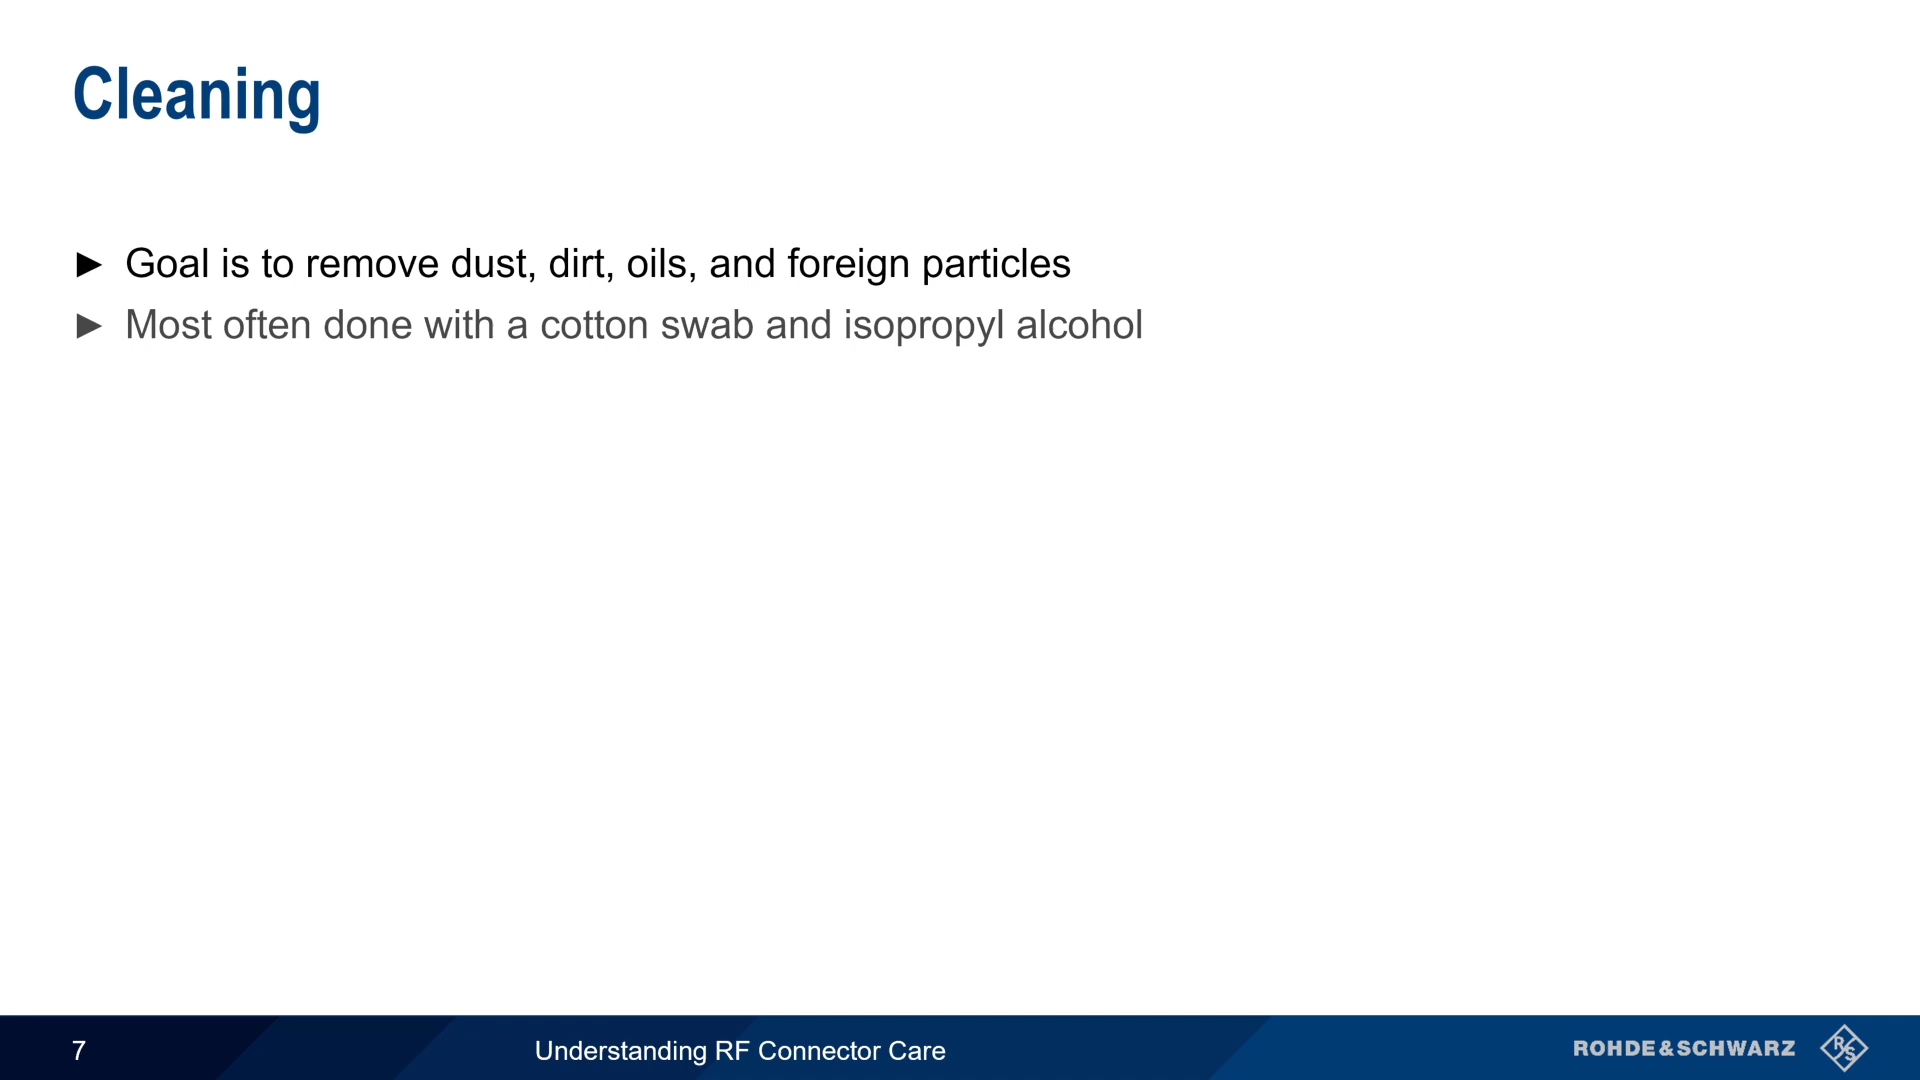 Cleaning
► Goal is to remove dust, dirt, oils, and foreign particles
► Most often done with a cotton swab and isopropyl alcohol
7
Understanding RF Connector Care
ROHDE&SCHWARZ
R
S